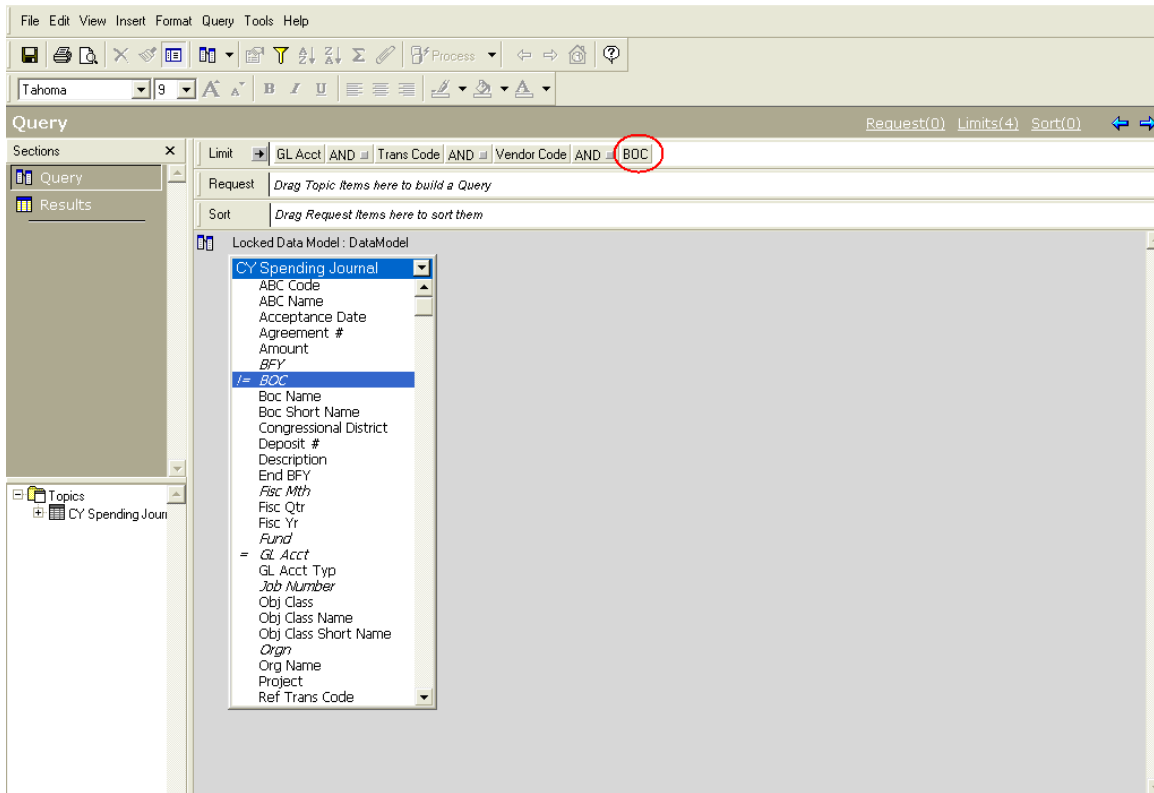 File Edit View Insert Format Query Tools Help
Process
Tahoma 9 A A B I U A
Query Request(0) Limits(4) Sort(0)
Sections
Query
Results
Limit GL Acct AND Trans Code AND Vendor Code AND BOC
Request Drag Topic Items here to build a Query
Sort Drag Request Items here to sort them
Locked Data Model : DataModel
CY Spending Journal
ABC Code
ABC Name
Acceptance Date
Agreement #
Amount
BFY
!= BOC
Boc Name
Boc Short Name
Congressional District
Deposit #
Description
End BFY
Fisc Mth
Fisc Qtr
Fisc Yr
Fund
= GL Acct
GL Acct Typ
Job Number
Obj Class
Obj Class Name
Obj Class Short Name
Orgn
Org Name
Project
Ref Trans Code
Topics
CY Spending Jourr